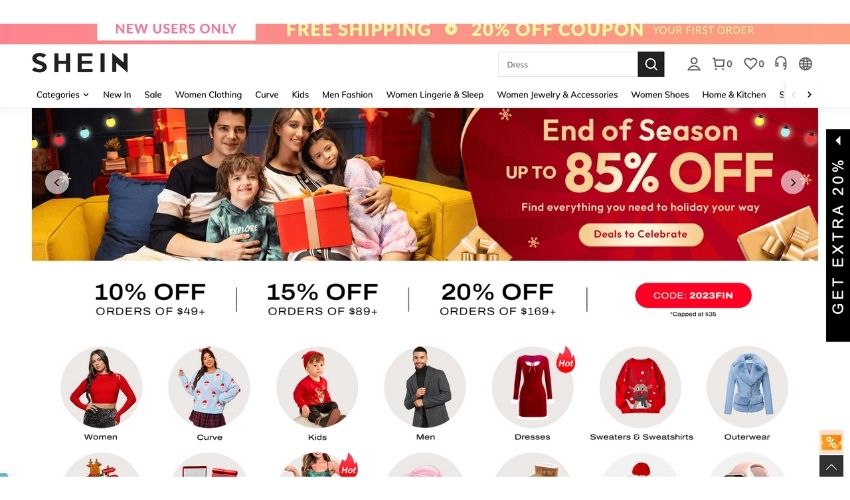 NEW USERS ONLY FREE SHIPPING + 20% OFF COUPON YOUR FIRST ORDER
SHEIN
Dress
0 0
Categories New In Sale Women Clothing Curve Kids Men Fashion Women Lingerie & Sleep Women Jewelry & Accessories Women Shoes Home & Kitchen S
EXPLORE
End of Season
UP TO 85% OFF
Find everything you need to holiday your way
Deals to Celebrate
GET EXTRA 20%
10% OFF
ORDERS OF $49+
15% OFF
ORDERS OF $89+
20% OFF
ORDERS OF $169+
CODE: 2023FIN
*Capped at $35
Hot
Women Curve Kids Men Dresses Sweaters & Sweatshirts Outerwear
%
Hot